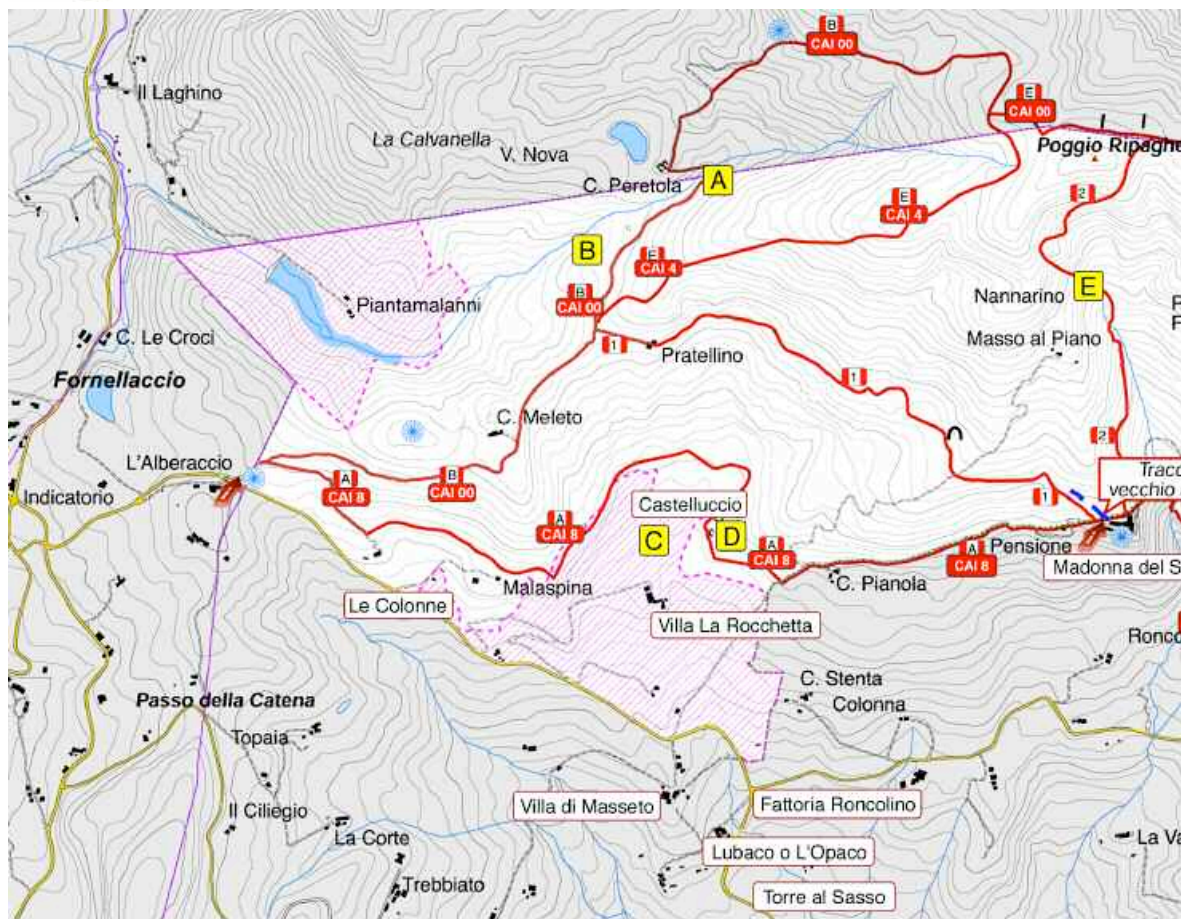 B
CAI 00
Il Laghino
E
CAI 00
La Calvanella
V. Nova
Poggio Ripaghe
C. Peretola
A
2
E
CAI 4
B
E
CAI 4
B
CAI 00
Nannarino
E
Piantamalanni
P
F
C. Le Croci
1
Pratellino
Masso al Piano
Fornellaccio
1
C. Meleto
2
L'Alberaccio
Indicatorio
A
CAI 8
B
CAI 00
Tracc
vecchio
1
Castelluccio
A
CAI 8
C
D
A
CAI 8
A
CAI 8
Pensione
Madonna del S
Malaspina
C. Pianola
Le Colonne
Villa La Rocchetta
Ronco
C. Stenta
Colonna
Passo della Catena
Topaia
Villa di Masseto
Fattoria Roncolino
Il Ciliegio
La Corte
Lubaco o L'Opaco
La Va
Trebbiato
Torre al Sasso